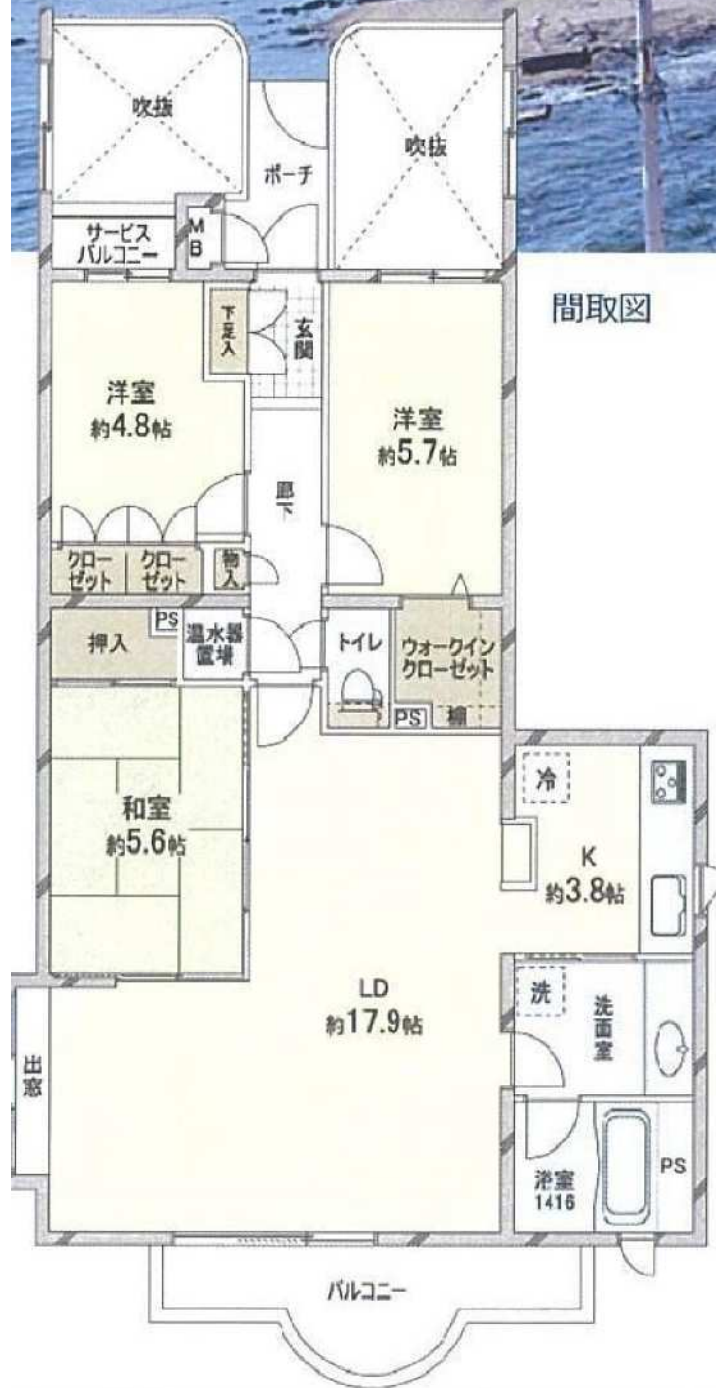 吹抜
吹抜
ポーチ
サービス
バルコニー
MB
間取図
下足入
玄関
洋室
約4.8帖
洋室
約5.7帖
廊下
クロー
ゼット
クロー
ゼット
物入
押入
PS
温水器
置場
トイレ
ウォークイン
クローゼット
PS
棚
和室
約5.6帖
冷
K
約3.8帖
LD
約17.9帖
洗
洗面室
出窓
浴室
1416
PS
バルコニー